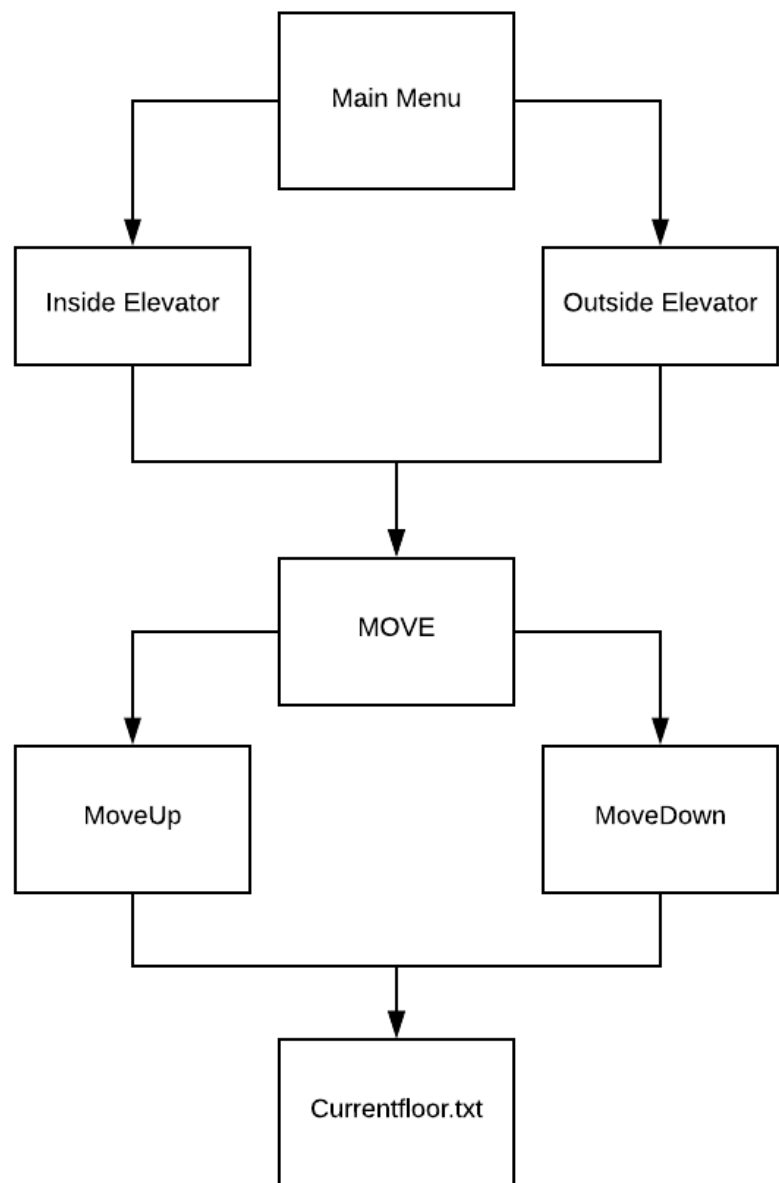 Main Menu
Inside Elevator
Outside Elevator
MOVE
MoveUp
MoveDown
Currentfloor.txt